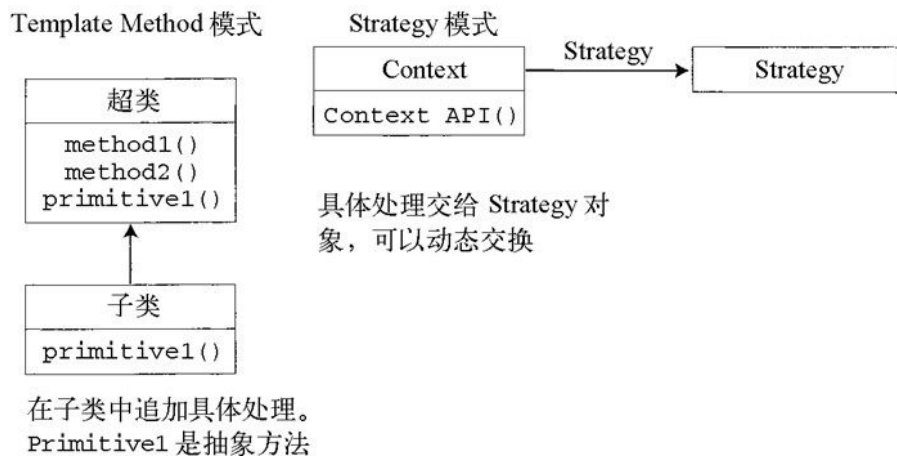 Template Method 模式
超类
method1()
method2()
primitive1()
子类
primitive1()
在子类中追加具体处理。
Primitive1 是抽象方法
Strategy 模式
Context
Context API()
Strategy
Strategy
具体处理交给 Strategy 对
象，可以动态交换